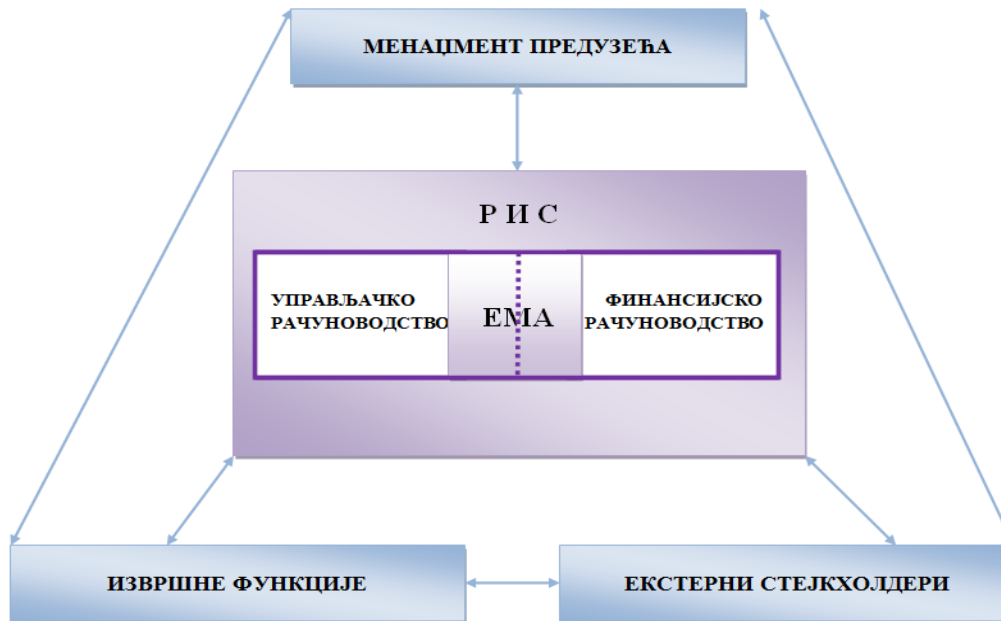 МЕНАЏМЕНТ ПРЕДУЗЕЋА
Р И С
УПРАВЉАЧКО
РАЧУНОВОДСТВО
ЕМА
ФИНАНСИЈСКО
РАЧУНОВОДСТВО
ИЗВРШНЕ ФУНКЦИЈЕ
ЕКСТЕРНИ СТЕЈКХОЛДЕРИ